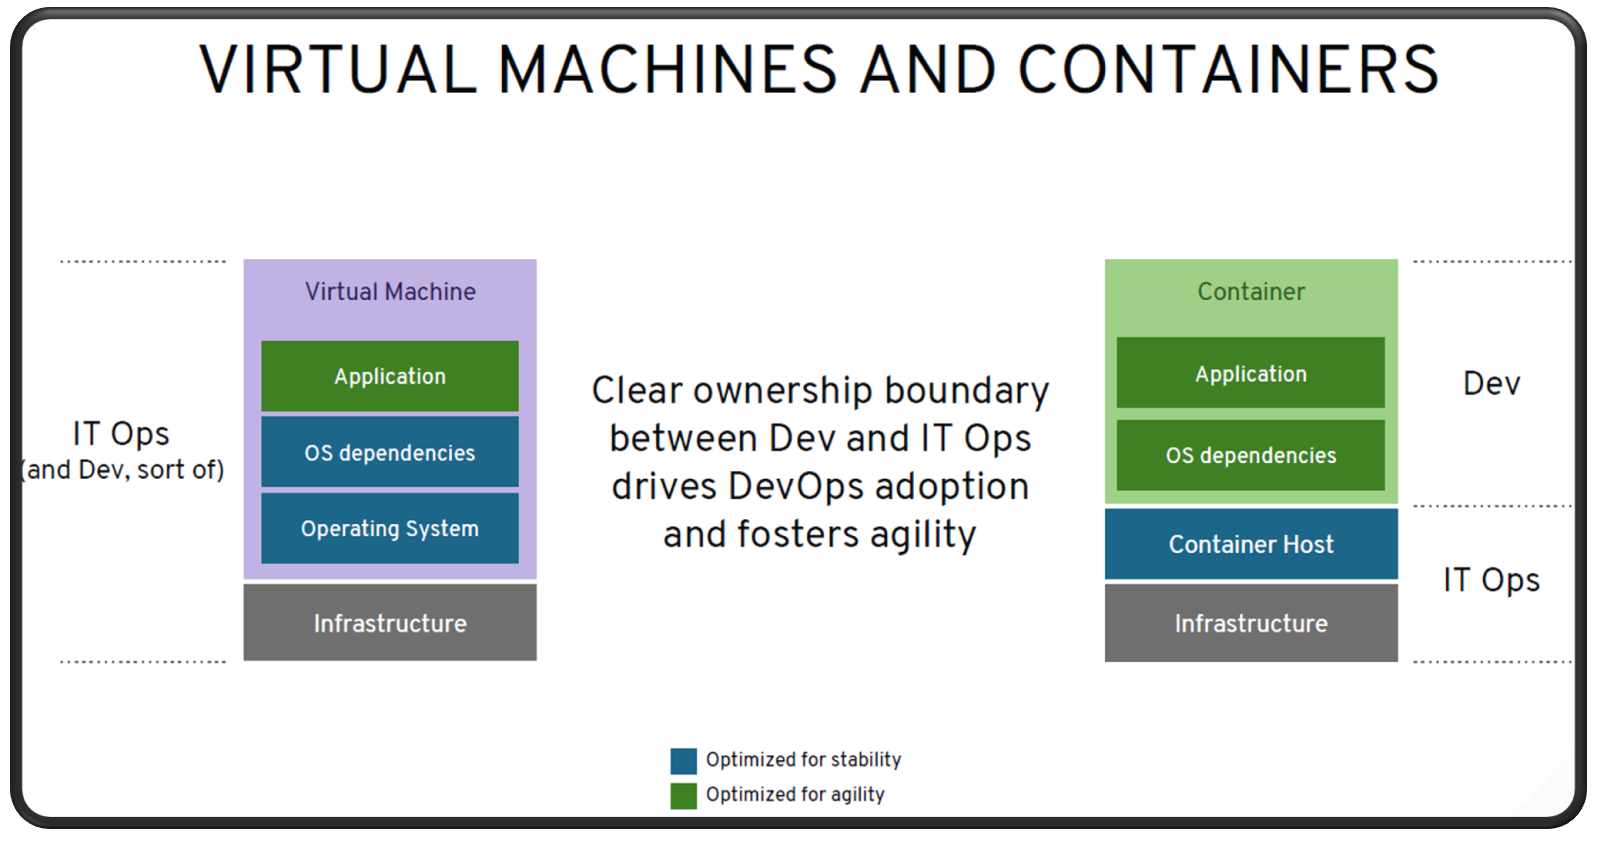 VIRTUAL MACHINES AND CONTAINERS
IT Ops
(and Dev, sort of)
Virtual Machine
Application
OS dependencies
Operating System
Infrastructure
Clear ownership boundary
between Dev and IT Ops
drives DevOps adoption
and fosters agility
Container
Application
OS dependencies
Container Host
Infrastructure
Dev
IT Ops
Optimized for stability
Optimized for agility